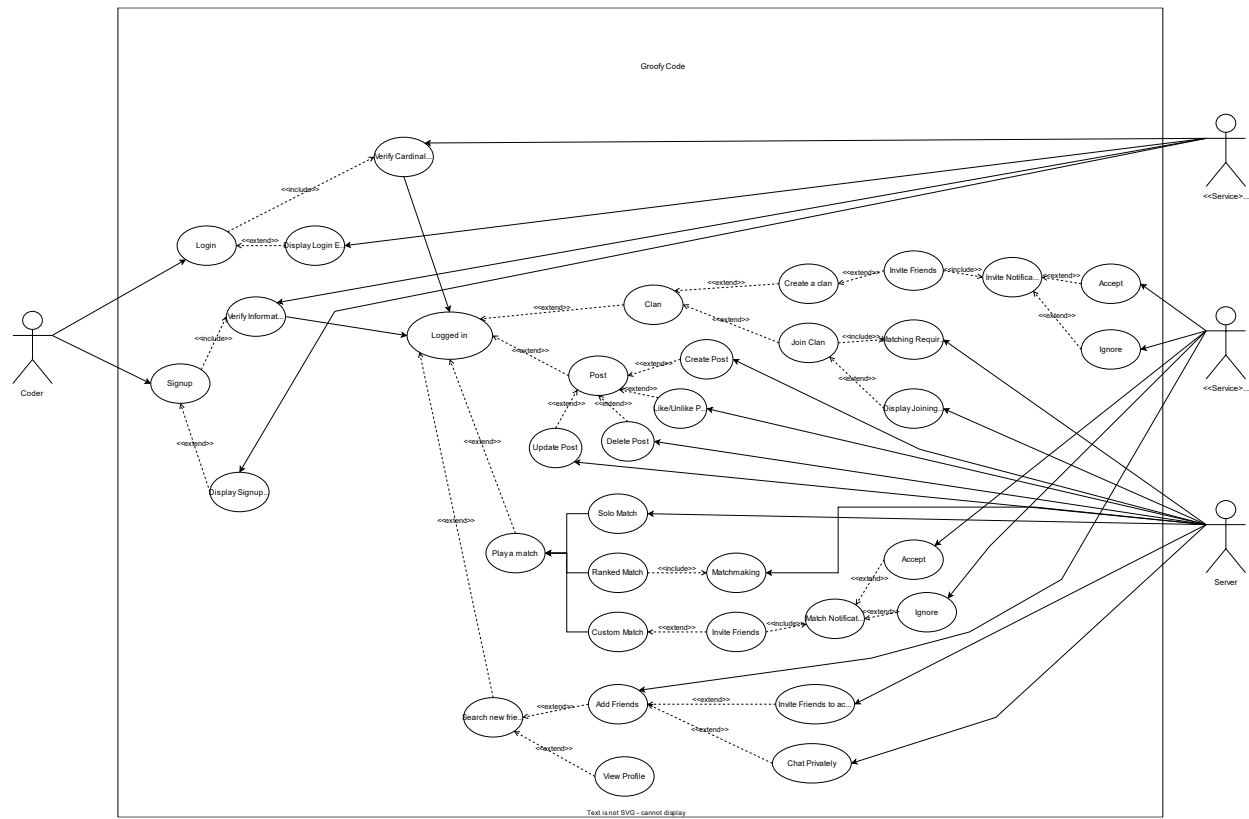 Groofy Code
Verify Cardinal...
<<include>>
<<Service>...
Login
<<extend>>
Display Login E...
Invite Friends
<<extend>>
<<include>>
Invite Notifica...
<<extend>>
Accept
Create a clan
<<extend>>
Clan
<<extend>>
Verify Informat...
<<include>>
Logged in
<<extend>>
<<extend>>
Join Clan
<<include>>
Matching Requir...
Ignore
<<extend>>
<<Service>...
Coder
Signup
<<extend>>
Post
<<extend>>
Create Post
<<extend>>
Like/Unlike P...
<<extend>>
Display Joining...
<<extend>>
<<extend>>
Update Post
Delete Post
<<extend>>
<<extend>>
Display Signup...
<<extend>>
Solo Match
Play a match
Ranked Match
<<include>>
Matchmaking
Accept
<<extend>>
Server
Custom Match
<<extend>>
Invite Friends
<<include>>
Match Notificat...
<<extend>>
Ignore
Search new frie...
<<extend>>
Add Friends
<<extend>>
Invite Friends to ac...
<<extend>>
<<extend>>
Chat Privately
View Profile
Text is not SVG - cannot display